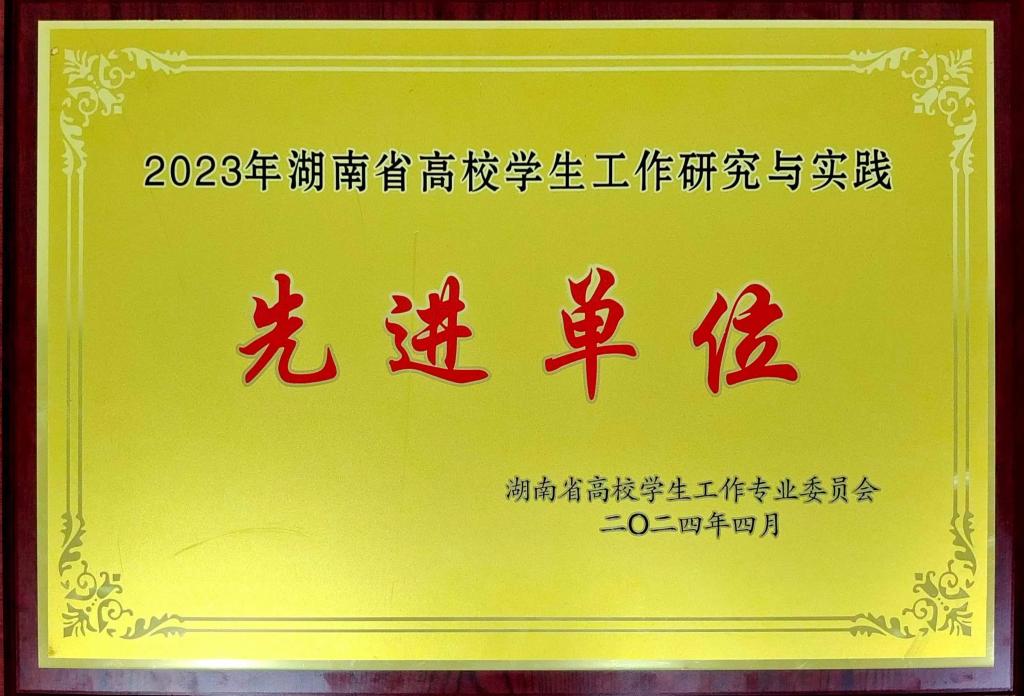 2023年湖南省高校学生工作研究与实践
先进单位
湖南省高校学生工作专业委员会
二〇二四年四月